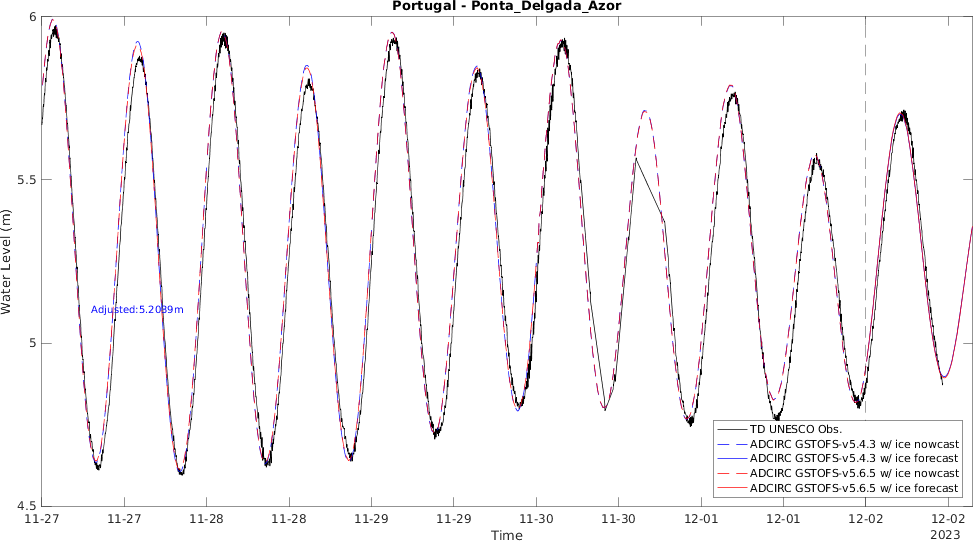 Portugal - Ponta_Delgada_Azor
6
5.5
5
4.5
Water Level (m)
Adjusted:5.2039m
TD UNESCO Obs.
ADCIRC GSTOFS-v5.4.3 w/ ice nowcast
ADCIRC GSTOFS-v5.4.3 w/ ice forecast
ADCIRC GSTOFS-v5.6.5 w/ ice nowcast
ADCIRC GSTOFS-v5.6.5 w/ ice forecast
11-27 11-27 11-28 11-28 11-29 11-29 11-30 11-30 12-01 12-01 12-02 12-02
2023
Time